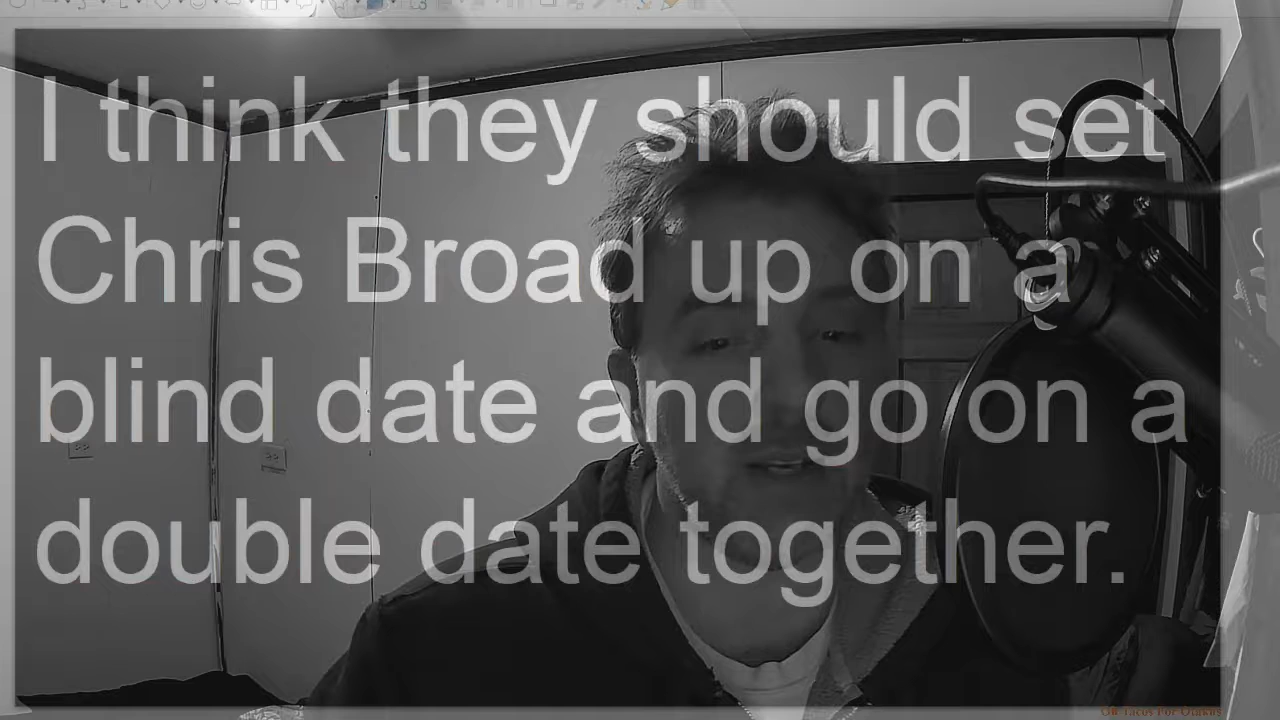 I think they should set
Chris Broad up on a
blind date and go on a
double date together.